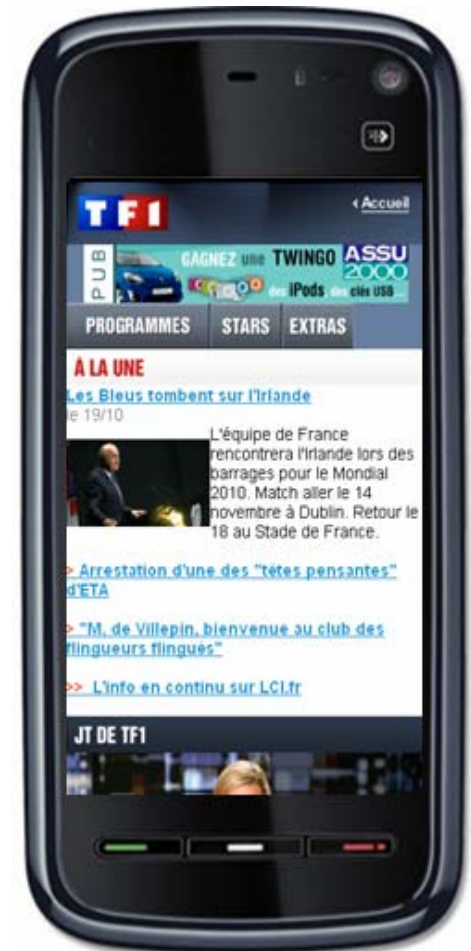 TF1
Accueil
PUB
GAGNEZ une TWINGO
ASSU
2000
des iPods, des clés USB...
PROGRAMMES STARS EXTRAS
À LA UNE
Les Bleus tombent sur l'Irlande
le 19/10
L'équipe de France
rencontrera l'Irlande lors des
barrages pour le Mondial
2010. Match aller le 14
novembre à Dublin. Retour le
18 au Stade de France.
> Arrestation d'une des "têtes pensantes"
d'ETA
> "M. de Villepin, bienvenue au club des
flingueurs flingués"
>> L'info en continu sur LCI.fr
JT DE TF1